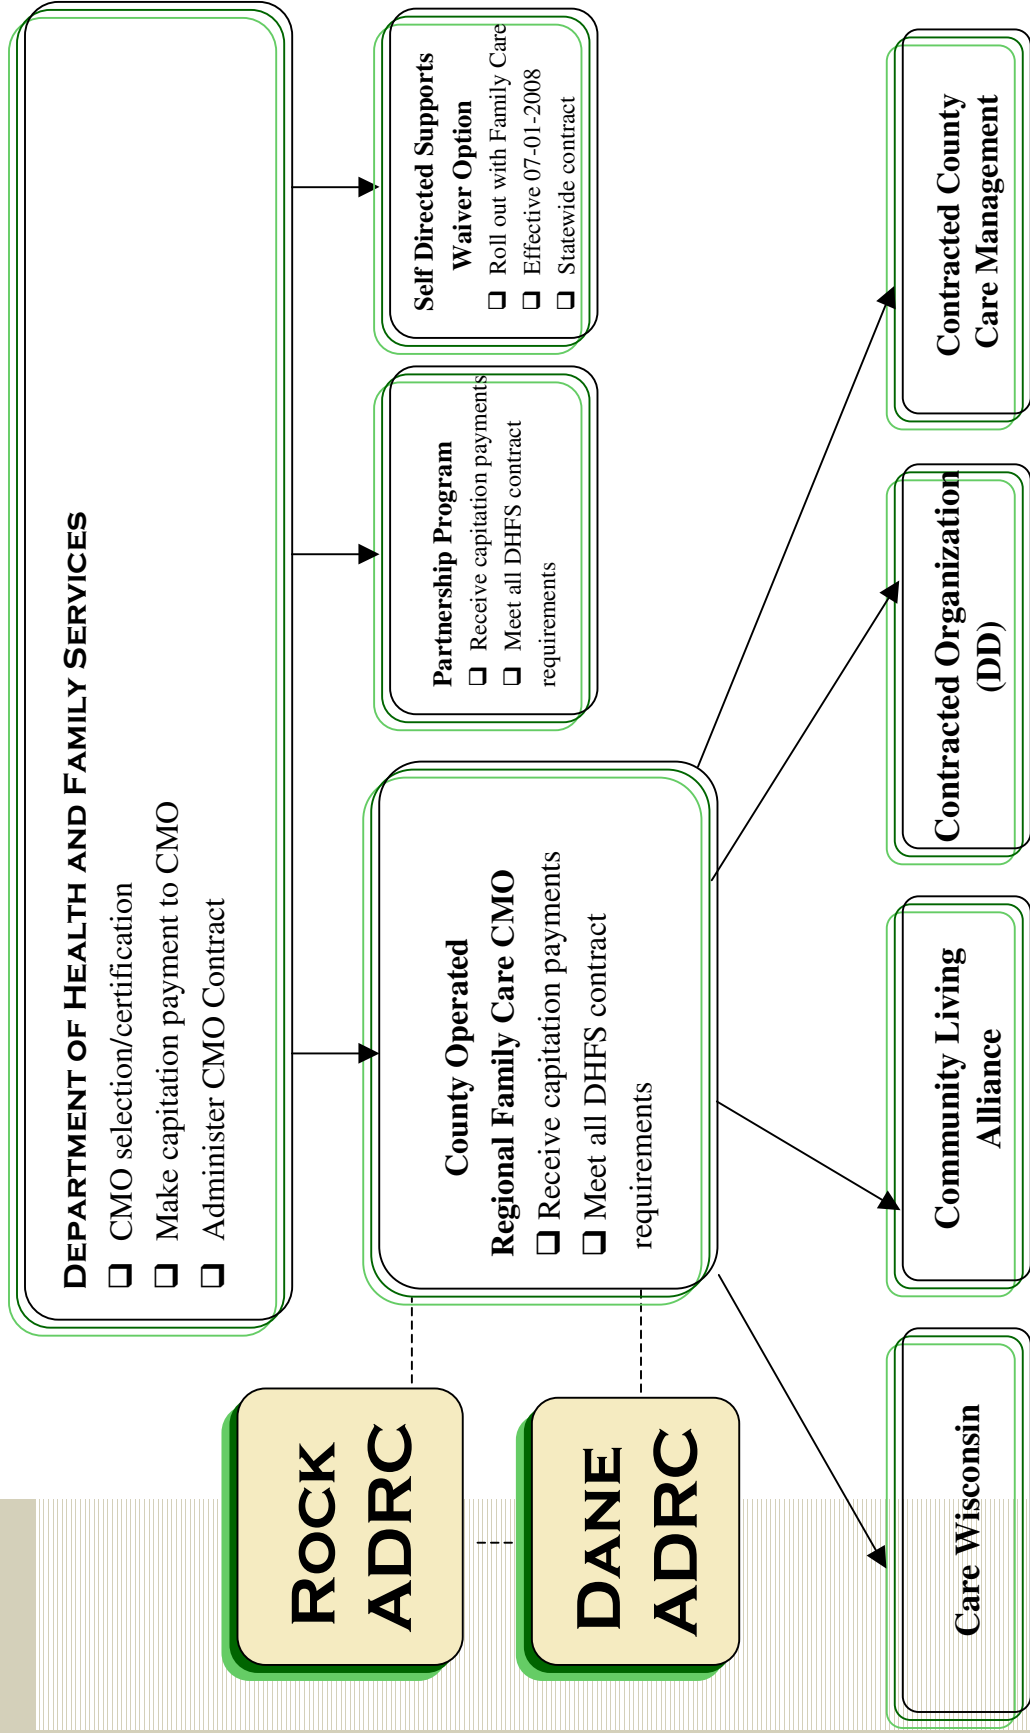 DEPARTMENT OF HEALTH AND FAMILY SERVICES
❑ CMO selection/certification
❑ Make capitation payment to CMO
❑ Administer CMO Contract
ROCK
ADRC
DANE
ADRC
County Operated
Regional Family Care CMO
❑ Receive capitation payments
❑ Meet all DHFS contract
requirements
Partnership Program
❑ Receive capitation payments
❑ Meet all DHFS contract
requirements
Self Directed Supports
Waiver Option
❑ Roll out with Family Care
❑ Effective 07-01-2008
❑ Statewide contract
Care Wisconsin
Community Living
Alliance
Contracted Organization
(DD)
Contracted County
Care Management